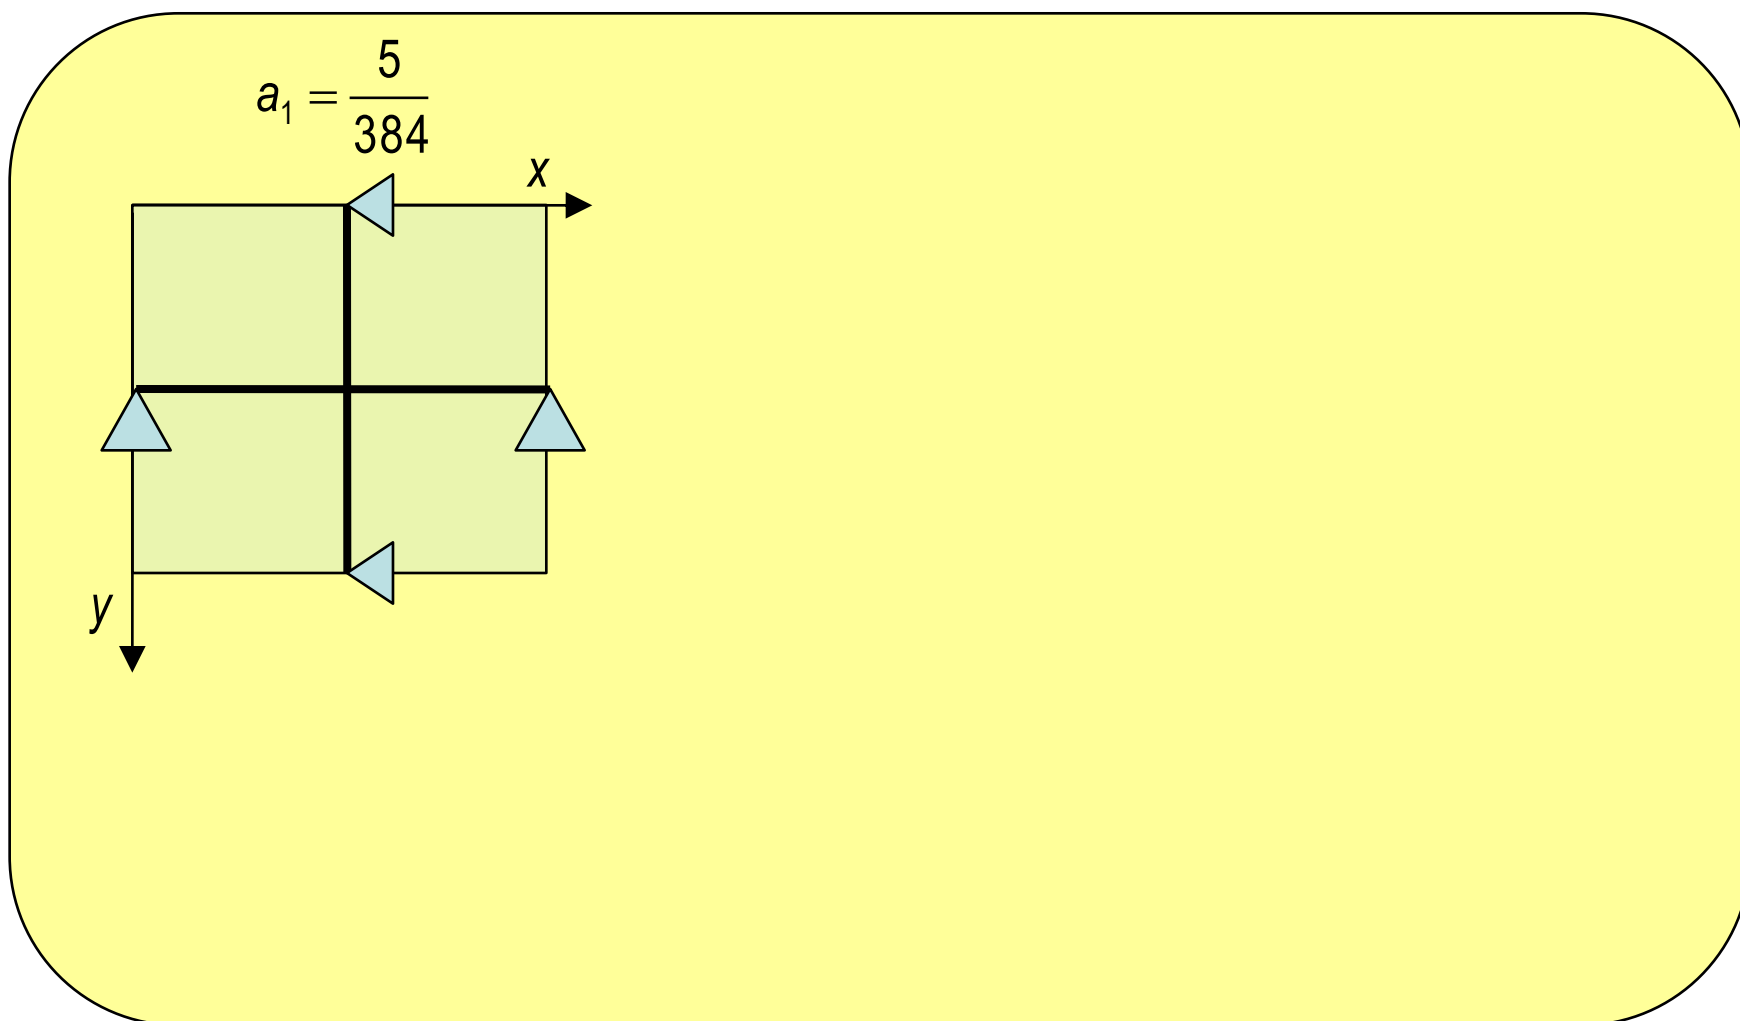 a₁ = 5/384
x
y